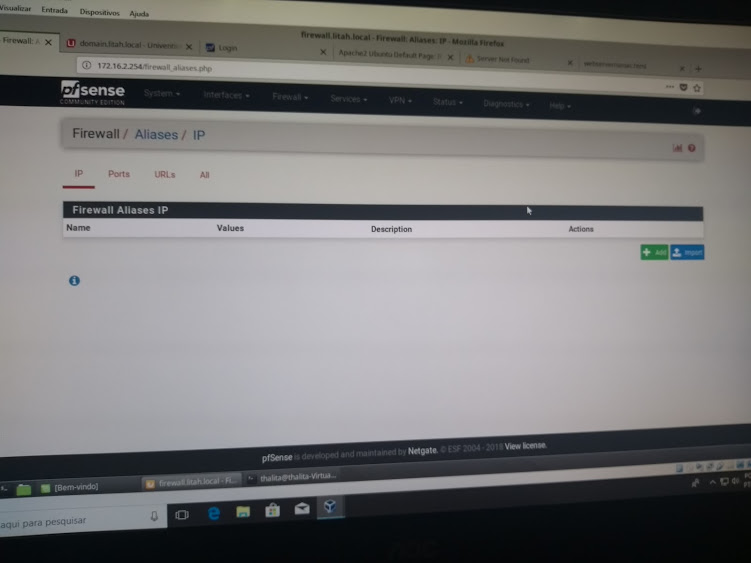 Visualizar Entrada Dispositivos Ajuda
firewall.litah.local - Firewall: Aliases: IP - Mozilla Firefox
Firewall: A × domain.litah.local - Univentio × Login × Apache2 Ubuntu Default Page: It × Server Not Found × × +
172.16.2.254/firewall_aliases.php
pfsense System Interfaces Firewall Services VPN Status Diagnostics Help
COMMUNITY EDITION
Firewall / Aliases / IP
IP Ports URLs All
Firewall Aliases IP
Name Values Description Actions
+ Add Import
pfSense is developed and maintained by Netgate. © ESF 2004 - 2018 View license.
[Bem-vindo] firewall.litah.local - Fi... thalita@thalita-Virtua...
aqui para pesquisar